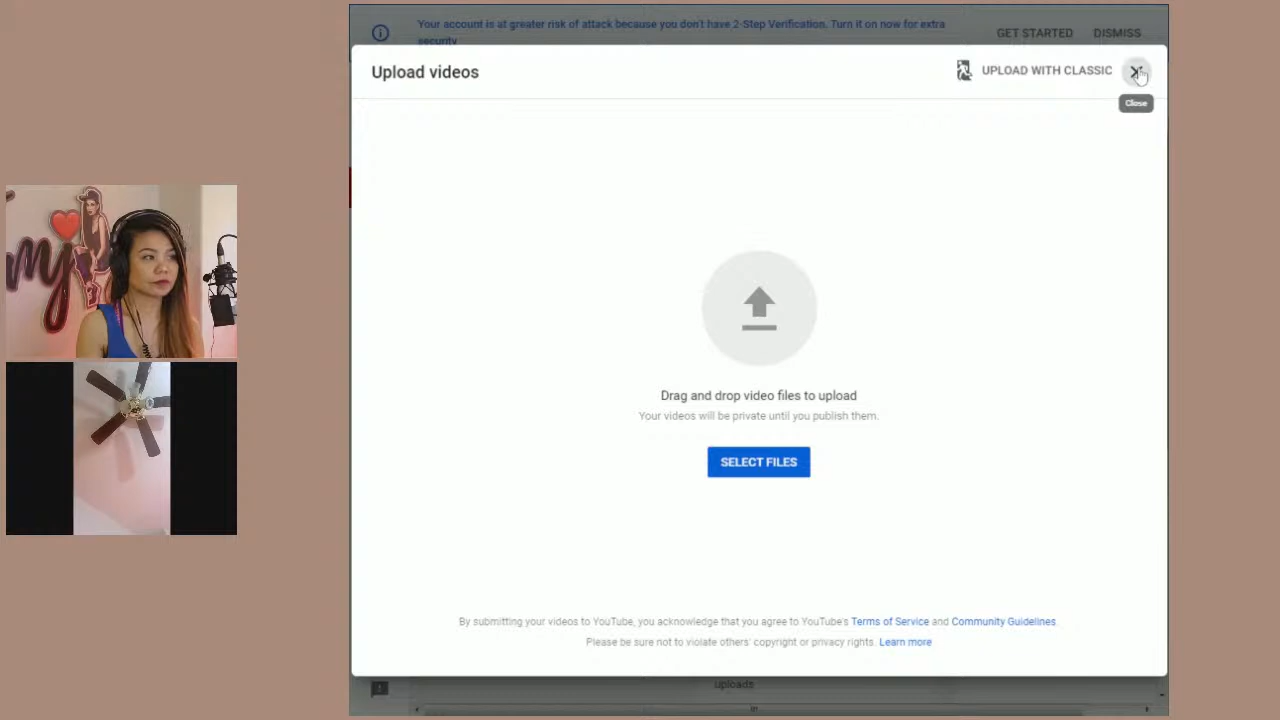 Your account is at greater risk of attack because you don't have 2-Step Verification. Turn it on now for extra
security
GET STARTED
DISMISS
Upload videos
UPLOAD WITH CLASSIC
Close
my
Drag and drop video files to upload
Your videos will be private until you publish them.
SELECT FILES
By submitting your videos to YouTube, you acknowledge that you agree to YouTube's Terms of Service and Community Guidelines.
Please be sure not to violate others' copyright or privacy rights. Learn more
uploads